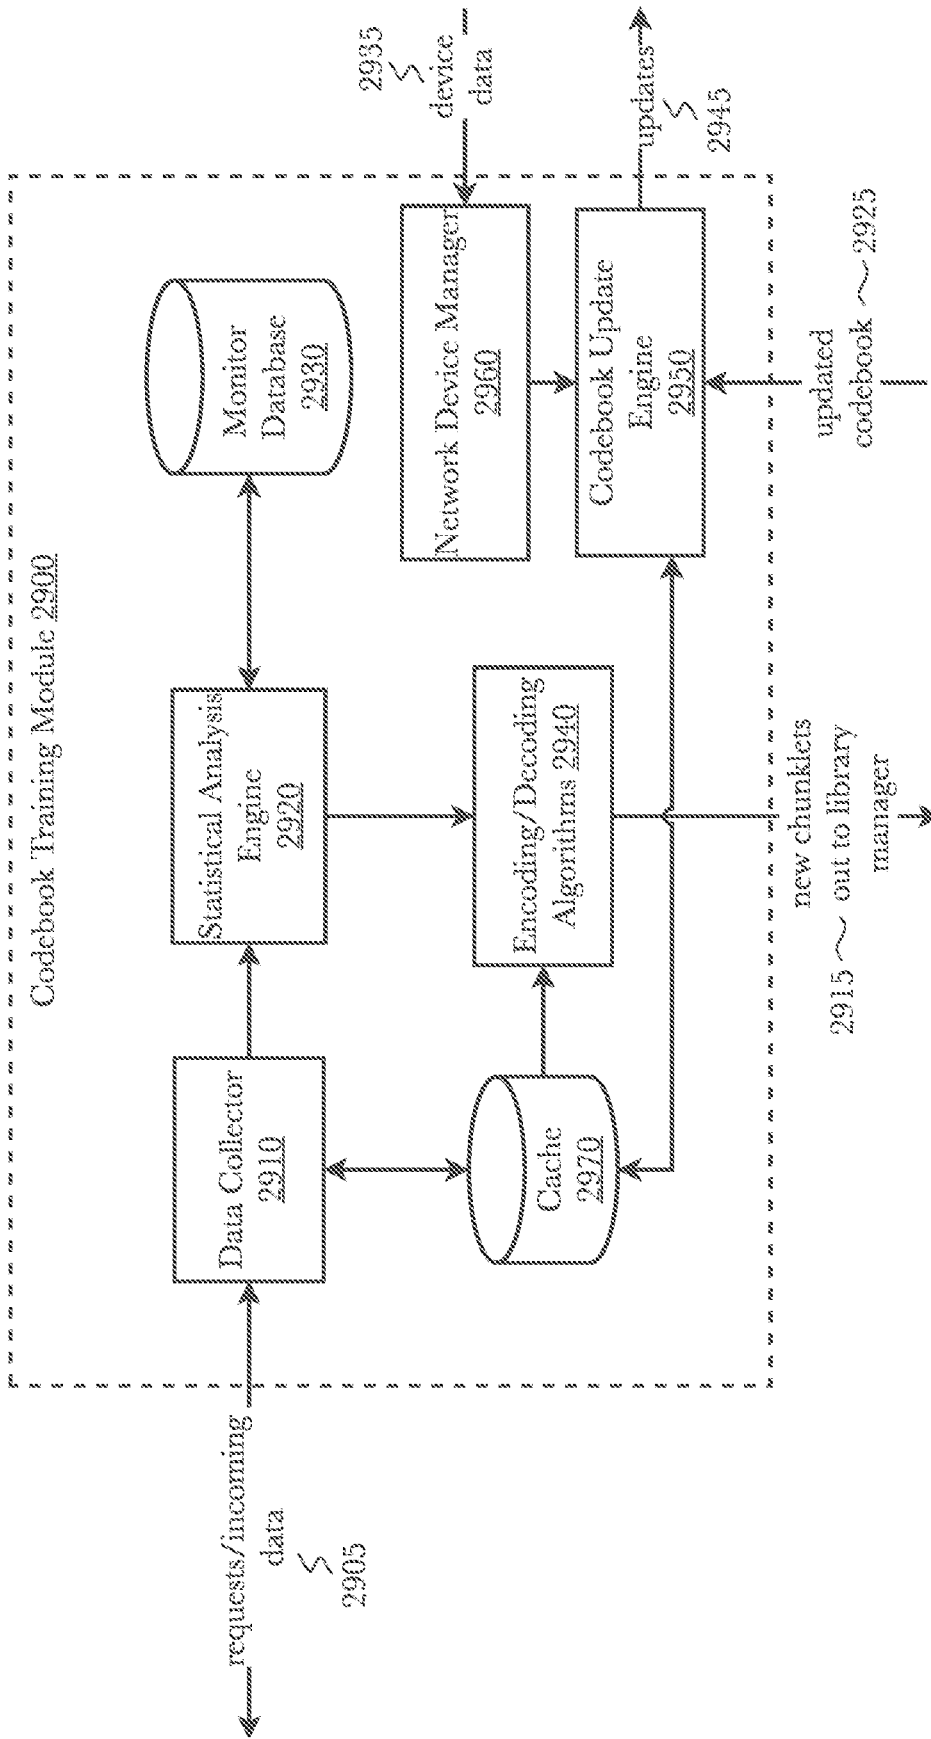 Codebook Training Module 2900
requests/incoming
data
2905
Data Collector
2910
Statistical Analysis
Engine
2920
Monitor
Database
2930
Cache
2970
Encoding/Decoding
Algorithms 2940
Network Device Manager
2960
Codebook Update
Engine
2950
2935
device
data
updates
2945
2915
new chunklets
out to library
manager
updated
codebook
2925